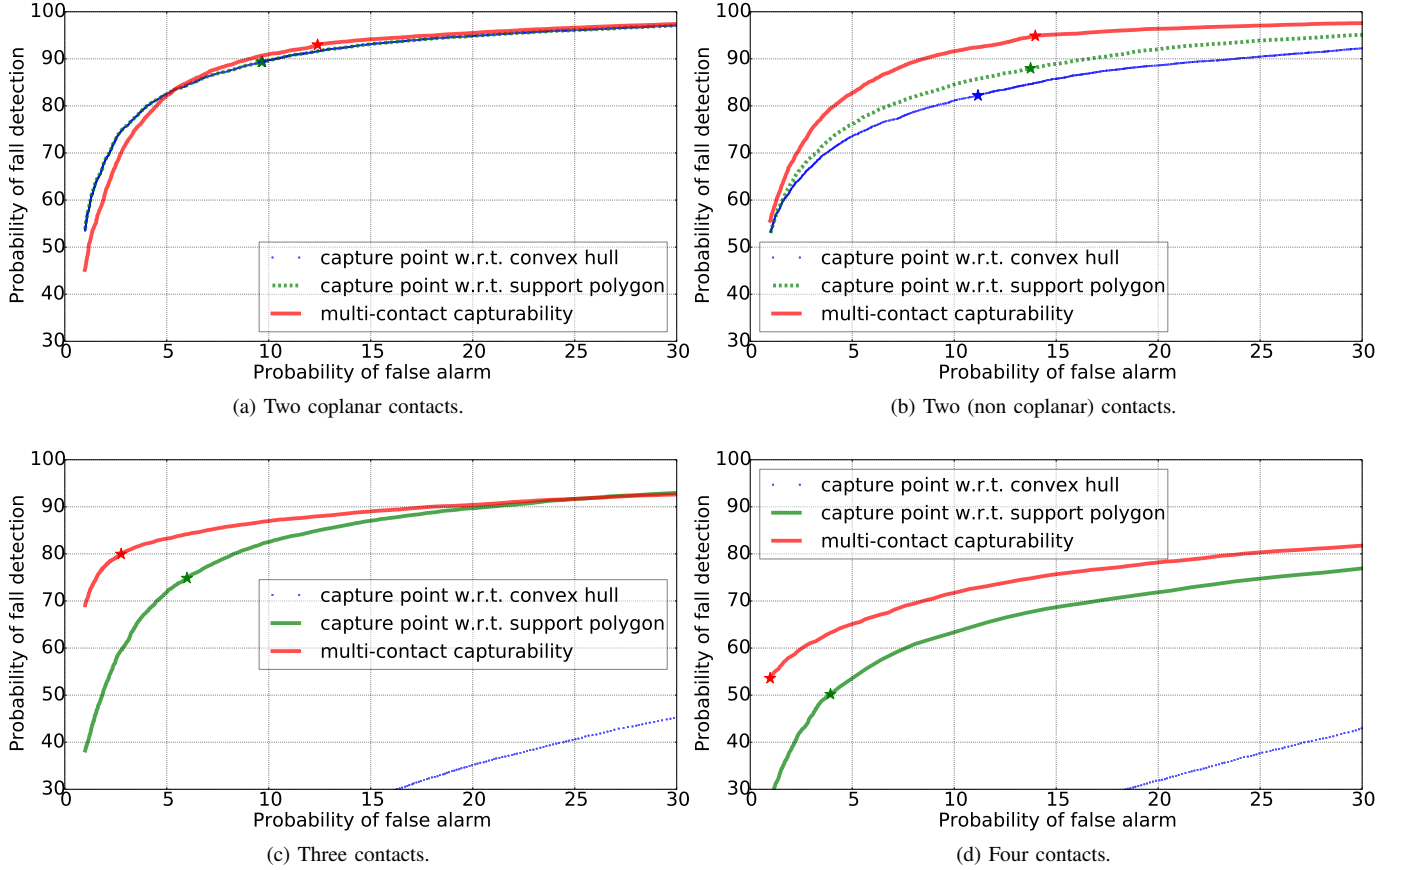 100
90
80
70
60
50
40
30
Probability of fall detection
capture point w.r.t. convex hull
capture point w.r.t. support polygon
multi-contact capturability
0 5 10 15 20 25 30
Probability of false alarm
(a) Two coplanar contacts.
100
90
80
70
60
50
40
30
Probability of fall detection
capture point w.r.t. convex hull
capture point w.r.t. support polygon
multi-contact capturability
0 5 10 15 20 25 30
Probability of false alarm
(b) Two (non coplanar) contacts.
100
90
80
70
60
50
40
30
Probability of fall detection
capture point w.r.t. convex hull
capture point w.r.t. support polygon
multi-contact capturability
0 5 10 15 20 25 30
Probability of false alarm
(c) Three contacts.
100
90
80
70
60
50
40
30
Probability of fall detection
capture point w.r.t. convex hull
capture point w.r.t. support polygon
multi-contact capturability
0 5 10 15 20 25 30
Probability of false alarm
(d) Four contacts.